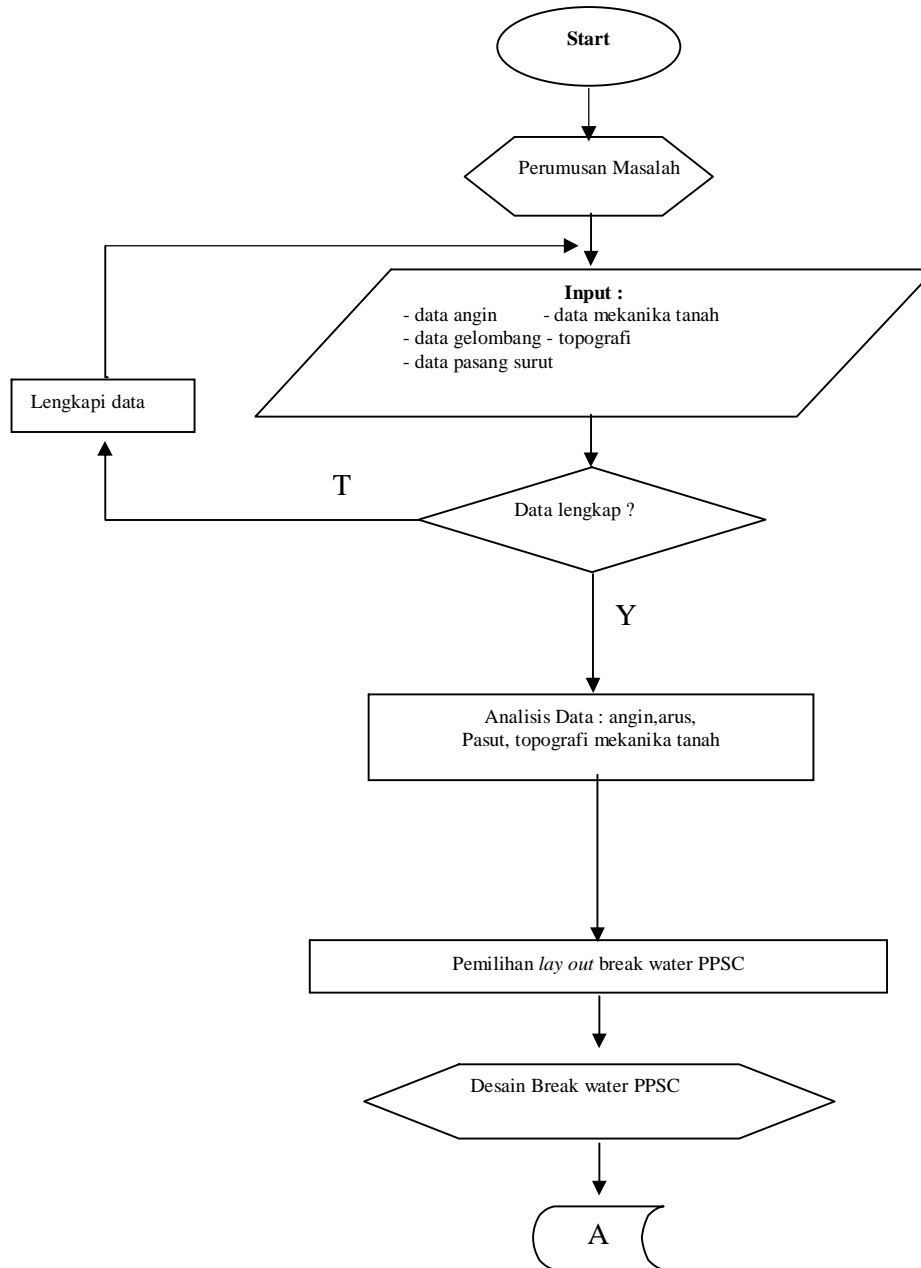 Start
Perumusan Masalah
Input :
- data angin - data mekanika tanah
- data gelombang - topografi
- data pasang surut
Lengkapi data
T
Data lengkap ?
Y
Analisis Data : angin,arus,
Pasut, topografi mekanika tanah
Pemilihan lay out break water PPSC
Desain Break water PPSC
A